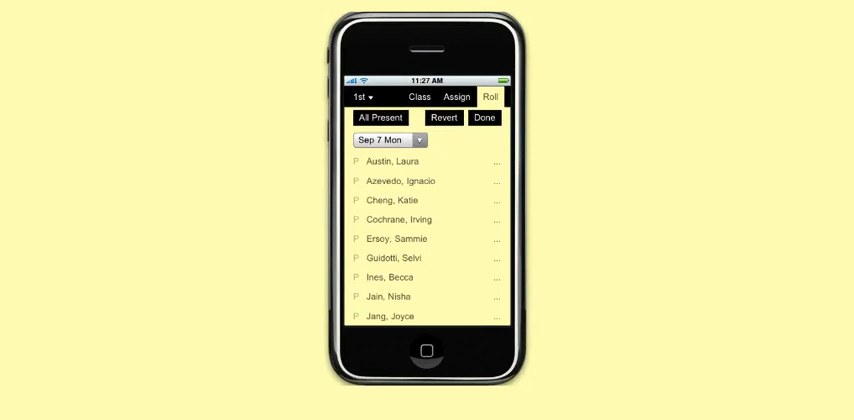 11:27 AM
1st Class Assign Roll
All Present Revert Done
Sep 7 Mon
P Austin, Laura ...
P Azevedo, Ignacio ...
P Cheng, Katie ...
P Cochrane, Irving ...
P Ersoy, Sammie ...
P Guidotti, Selvi ...
P Ines, Becca ...
P Jain, Nisha ...
P Jang, Joyce ...